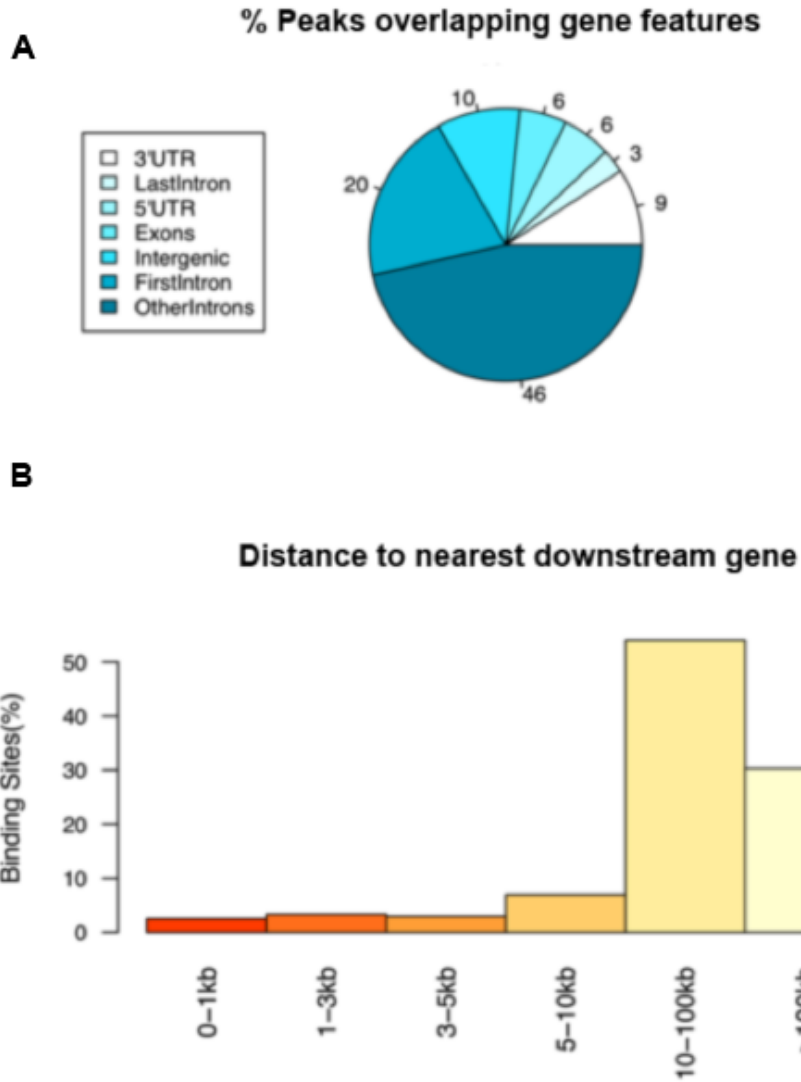 % Peaks overlapping gene features
A
10
6
6
3
9
20
46
3'UTR
LastIntron
5'UTR
Exons
Intergenic
FirstIntron
OtherIntrons
B
Distance to nearest downstream gene
Binding Sites(%)
50
40
30
20
10
0
0–1kb
1–3kb
3–5kb
5–10kb
10–100kb